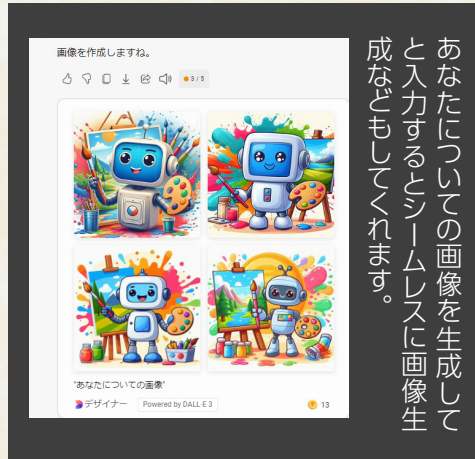 画像を作成しますね。
3 / 5
"あなたについての画像"
デザイナー Powered by DALL·E 3 13
あなたについての画像を生成して
と入力するとシームレスに画像生
成などもしてくれます。